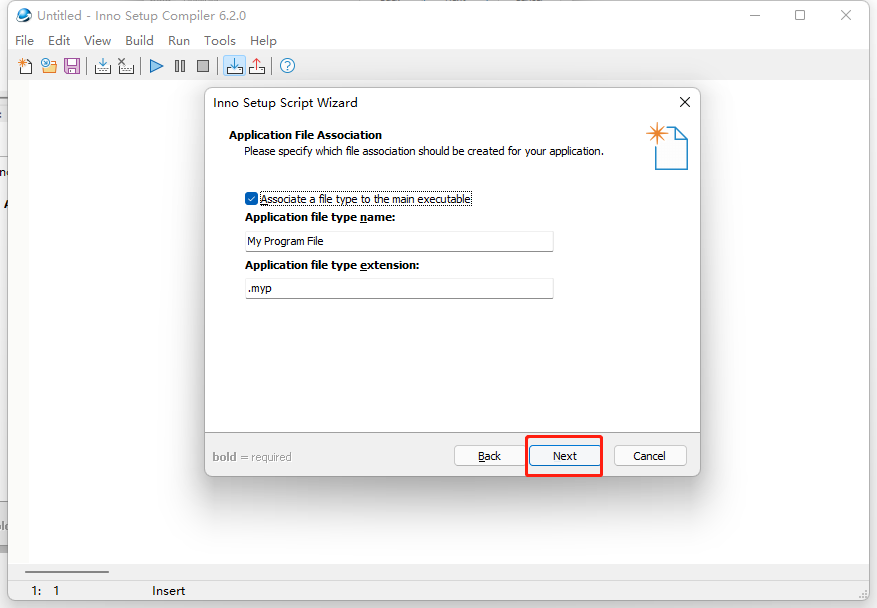 Untitled - Inno Setup Compiler 6.2.0
File Edit View Build Run Tools Help
Inno Setup Script Wizard
Application File Association
Please specify which file association should be created for your application.
Associate a file type to the main executable
Application file type name:
My Program File
Application file type extension:
.myp
bold = required
Back Next Cancel
1: 1 Insert